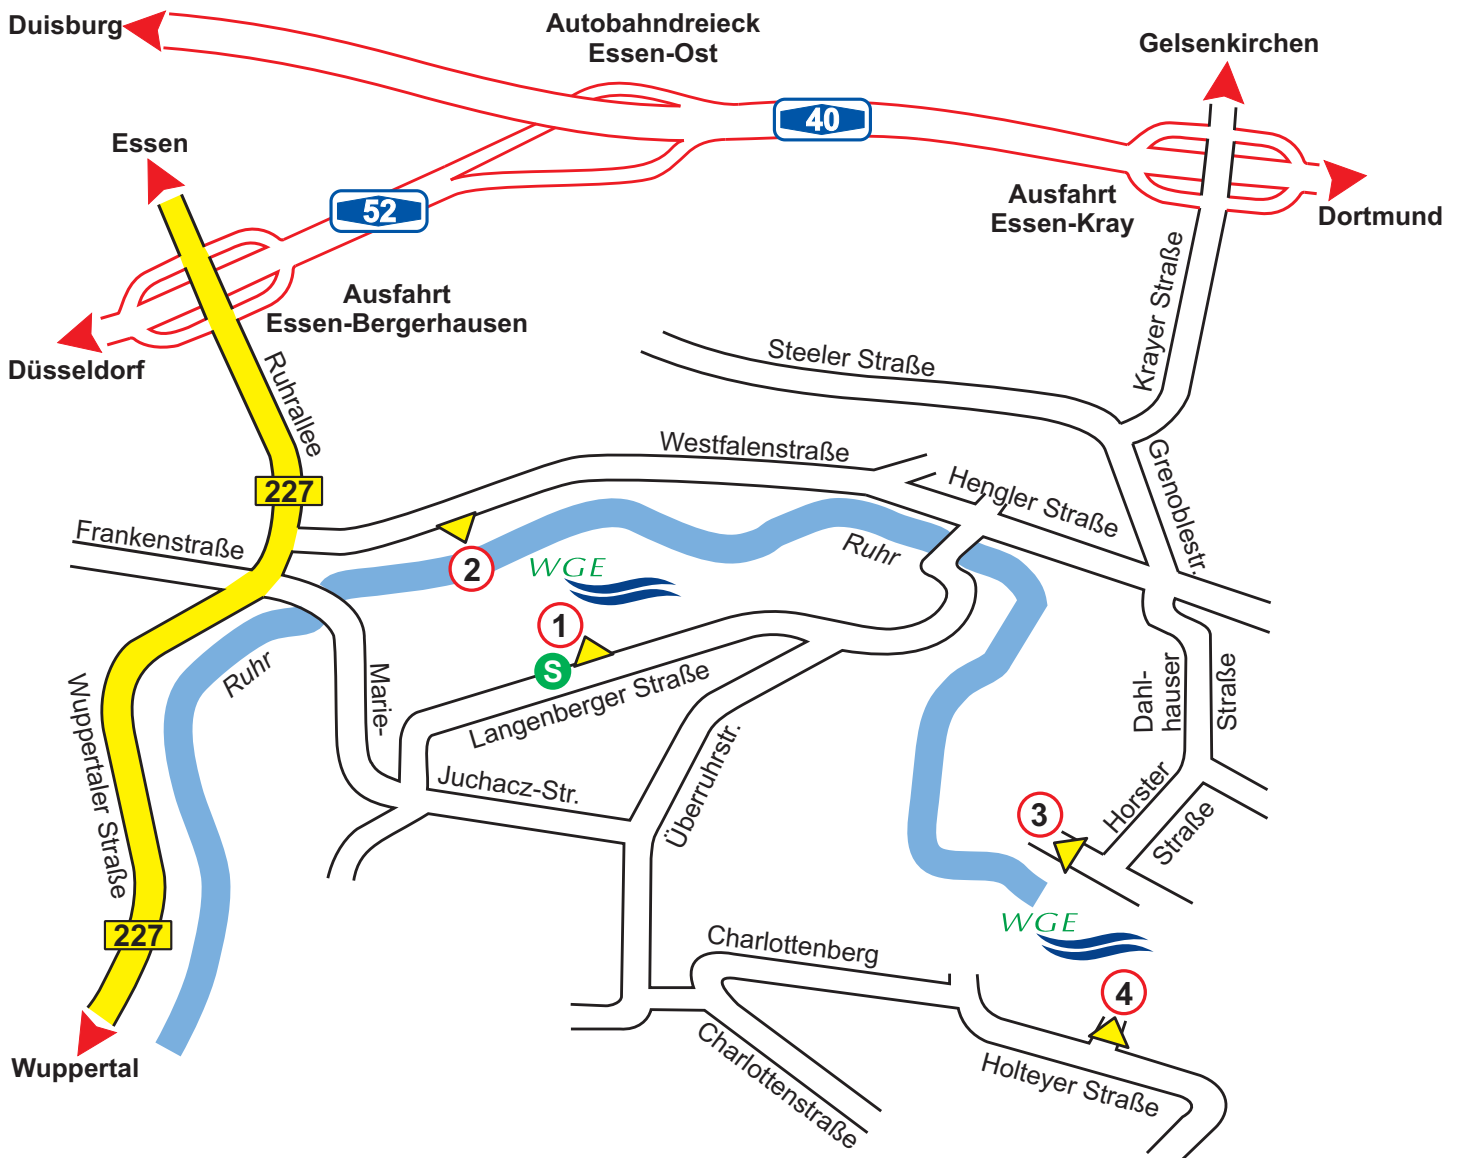 Duisburg
Autobahndreieck
Essen-Ost
Gelsenkirchen
40
Essen
52
Ausfahrt
Essen-Kray
Dortmund
Ausfahrt
Essen-Bergerhausen
Düsseldorf
Krayer Straße
Steeler Straße
Ruhrallee
Westfalenstraße
227
Hengler Straße
Grenoblestr.
Frankenstraße
Ruhr
2
WGE
1
S
Ruhr
Marie-
Langenberger Straße
Dahl-
hauser
Straße
Wuppertaler Straße
Juchacz-Str.
Überruhrstr.
3
Horster
Straße
227
WGE
Charlottenberg
4
Charlottenstraße
Holteyer Straße
Wuppertal